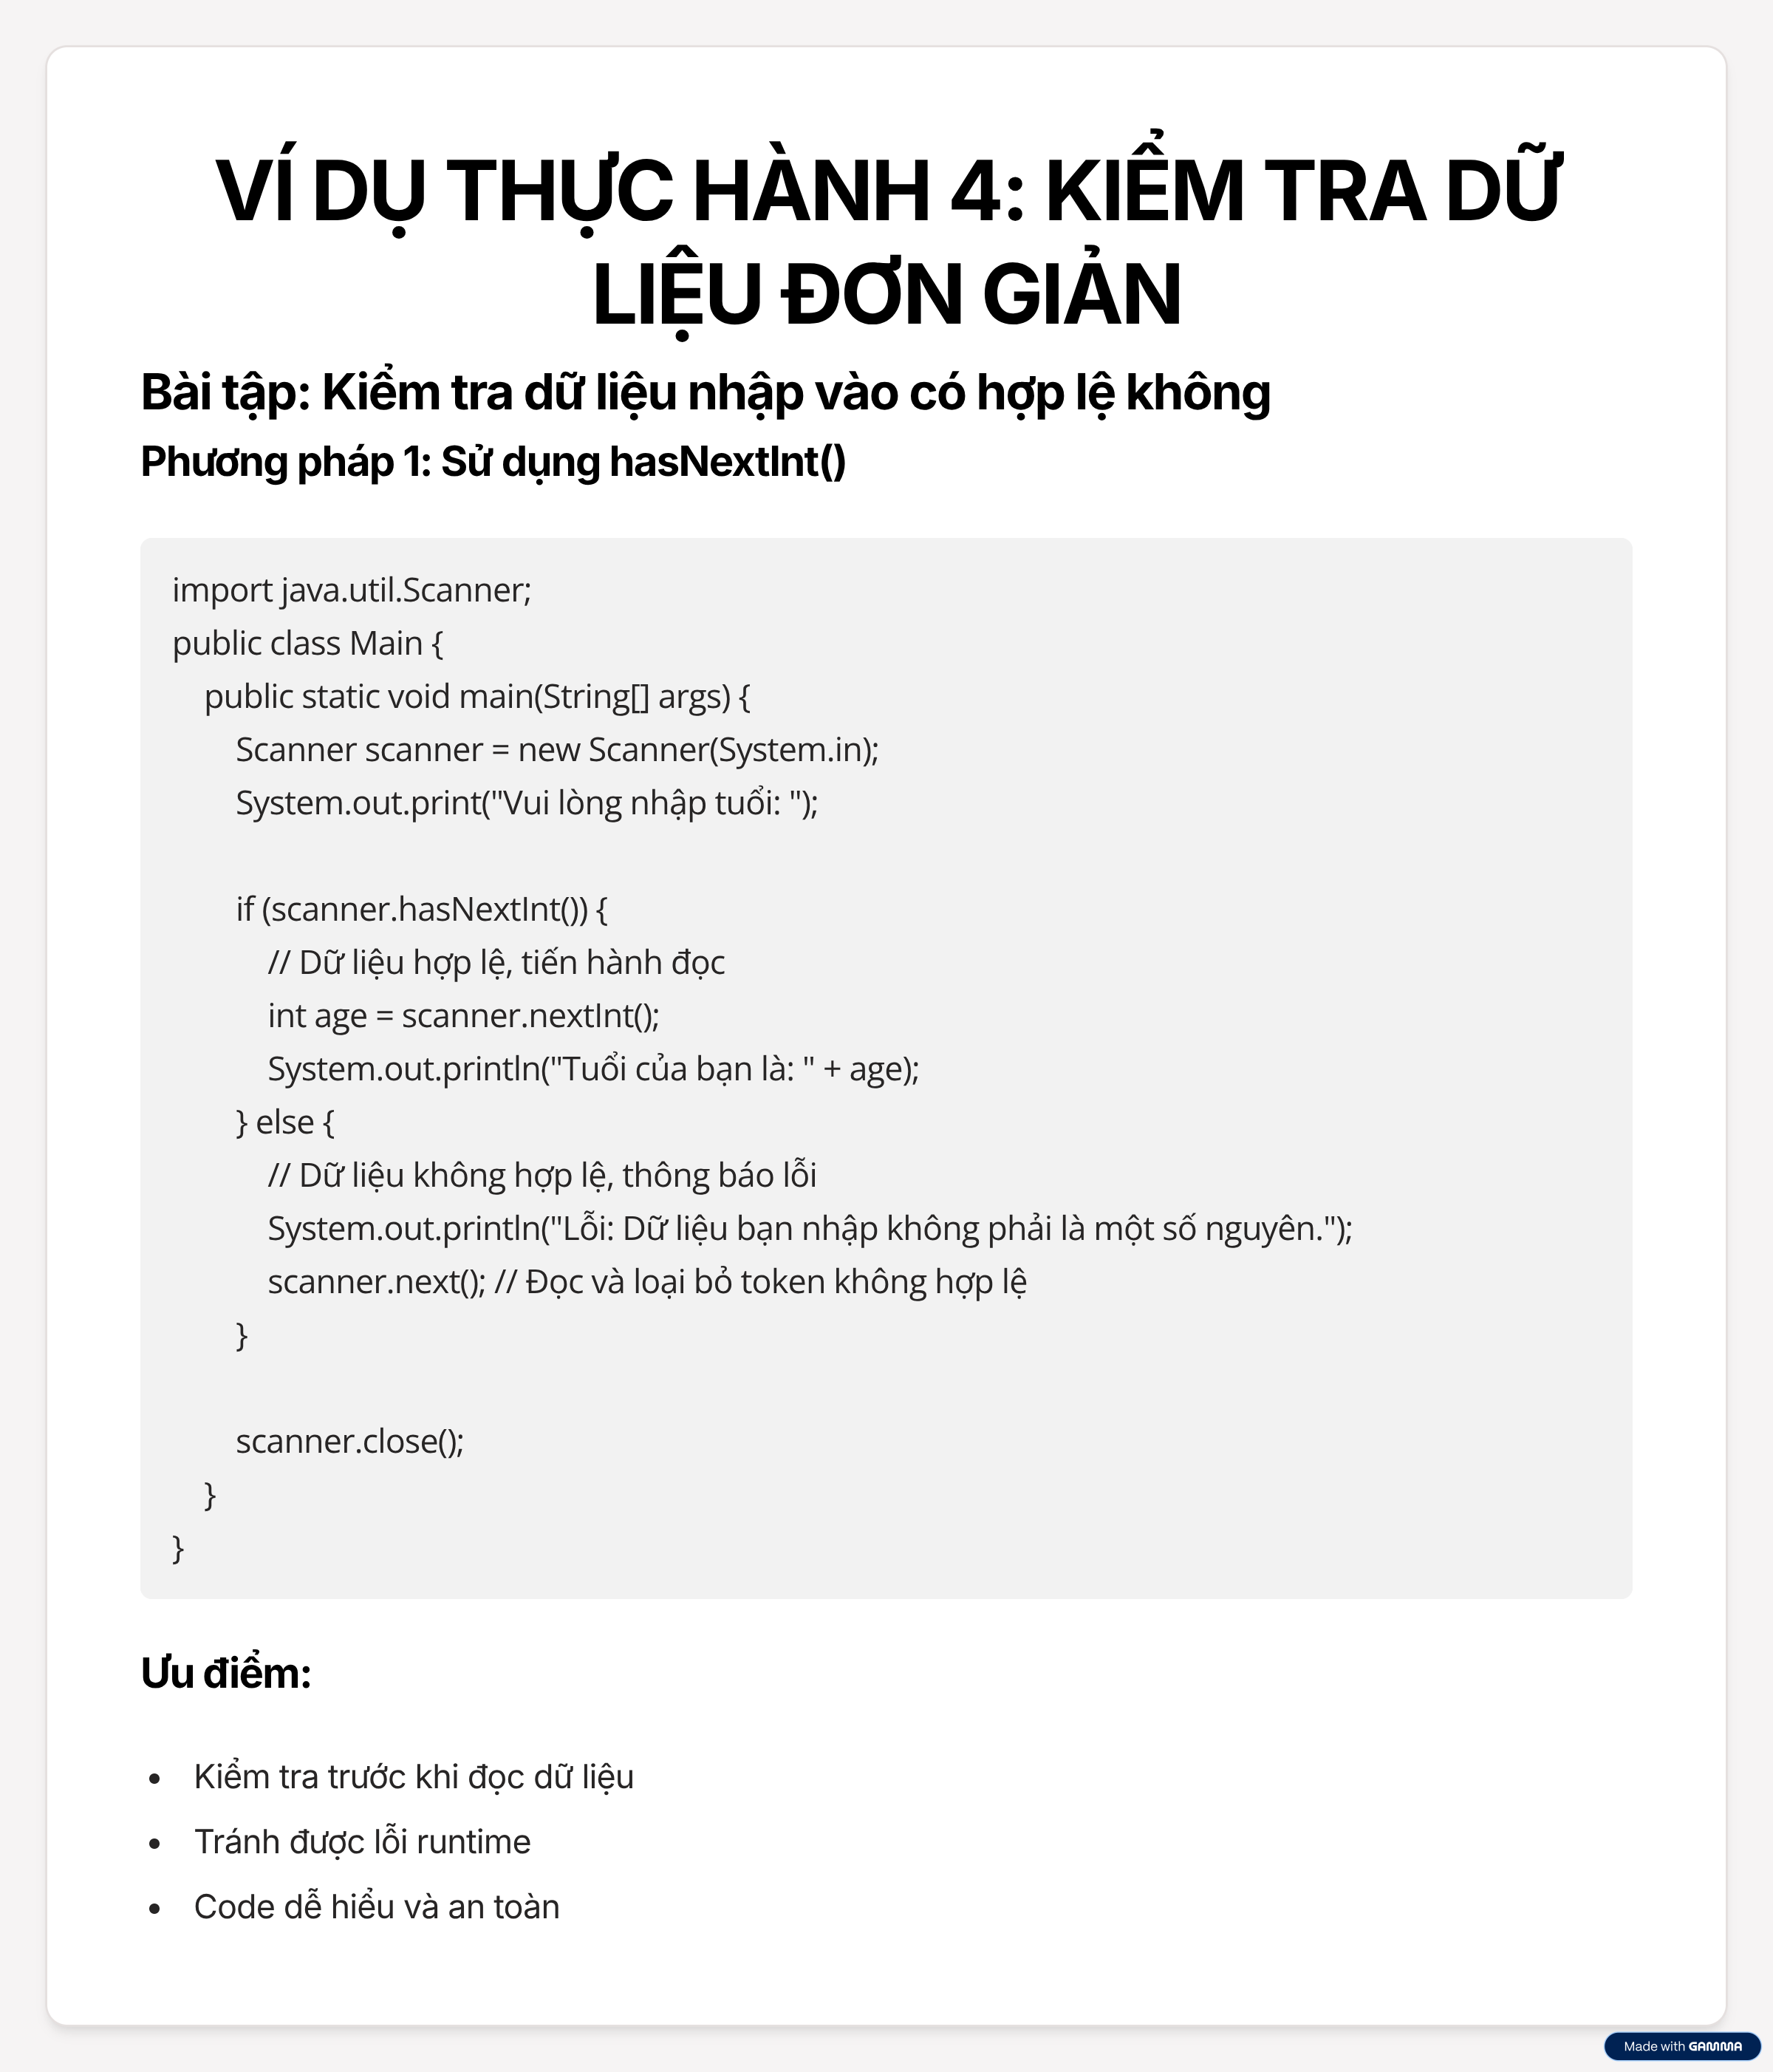 VÍ DỤ THỰC HÀNH 4: KIỂM TRA DỮ
LIỆU ĐƠN GIẢN
Bài tập: Kiểm tra dữ liệu nhập vào có hợp lệ không
Phương pháp 1: Sử dụng hasNextInt()
import java.util.Scanner;
public class Main {
    public static void main(String[] args) {
        Scanner scanner = new Scanner(System.in);
        System.out.print("Vui lòng nhập tuổi: ");
        if (scanner.hasNextInt()) {
            // Dữ liệu hợp lệ, tiến hành đọc
            int age = scanner.nextInt();
            System.out.println("Tuổi của bạn là: " + age);
        } else {
            // Dữ liệu không hợp lệ, thông báo lỗi
            System.out.println("Lỗi: Dữ liệu bạn nhập không phải là một số nguyên.");
            scanner.next(); // Đọc và loại bỏ token không hợp lệ
        }
        scanner.close();
    }
}
Ưu điểm:
• Kiểm tra trước khi đọc dữ liệu
• Tránh được lỗi runtime
• Code dễ hiểu và an toàn
Made with GAMMA